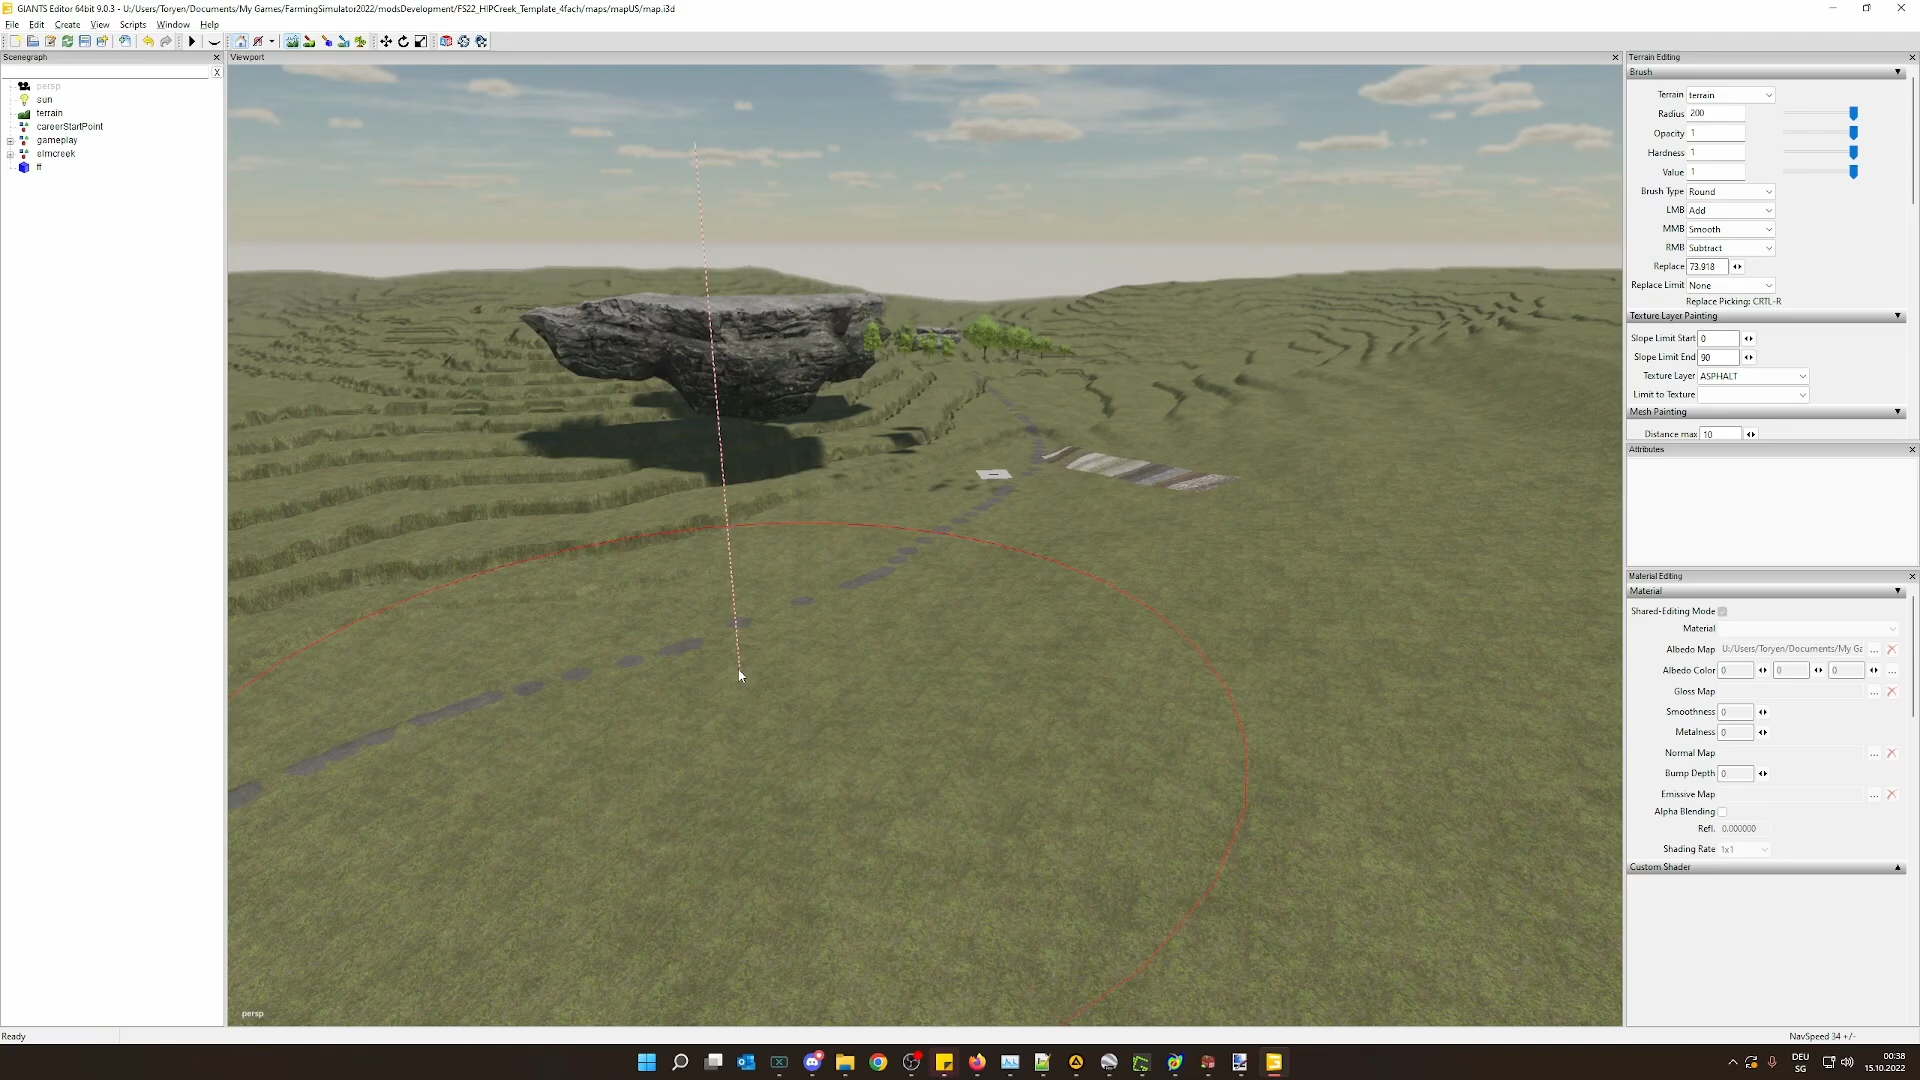 GIANTS Editor 64bit 9.0.3 - U:/Users/Toryen/Documents/My Games/FarmingSimulator2022/modsDevelopment/FS22_HIPCreek_Template_4fach/maps/mapUS/map.i3d
File Edit Create View Scripts Window Help
Scenegraph
X
persp
sun
terrain
careerStartPoint
gameplay
elmcreek
ff
Viewport
persp
Terrain Editing
Brush
Terrain terrain
Radius 200
Opacity 1
Hardness 1
Value 1
Brush Type Round
LMB Add
MMB Smooth
RMB Subtract
Replace 73.918
Replace Limit None
Replace Picking: CRTL-R
Texture Layer Painting
Slope Limit Start 0
Slope Limit End 90
Texture Layer ASPHALT
Limit to Texture
Mesh Painting
Distance max 10
Attributes
Material Editing
Material
Shared-Editing Mode
Material
Albedo Map U:/Users/Toryen/Documents/My Ga ...
Albedo Color 0 0 0 ...
Gloss Map ...
Smoothness 0
Metalness 0
Normal Map ...
Bump Depth 0
Emissive Map ...
Alpha Blending
Refl. 0.000000
Shading Rate 1x1
Custom Shader
Ready
NavSpeed 34 +/-
DEU
SG
00:38
15.10.2022